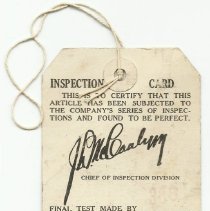 INSPECTION CARD
THIS IS TO CERTIFY THAT THIS
ARTICLE HAS BEEN SUBJECTED TO
THE COMPANY'S SERIES OF INSPEC-
TIONS AND FOUND TO BE PERFECT.
CHIEF OF INSPECTION DIVISION
FINAL TEST MADE BY